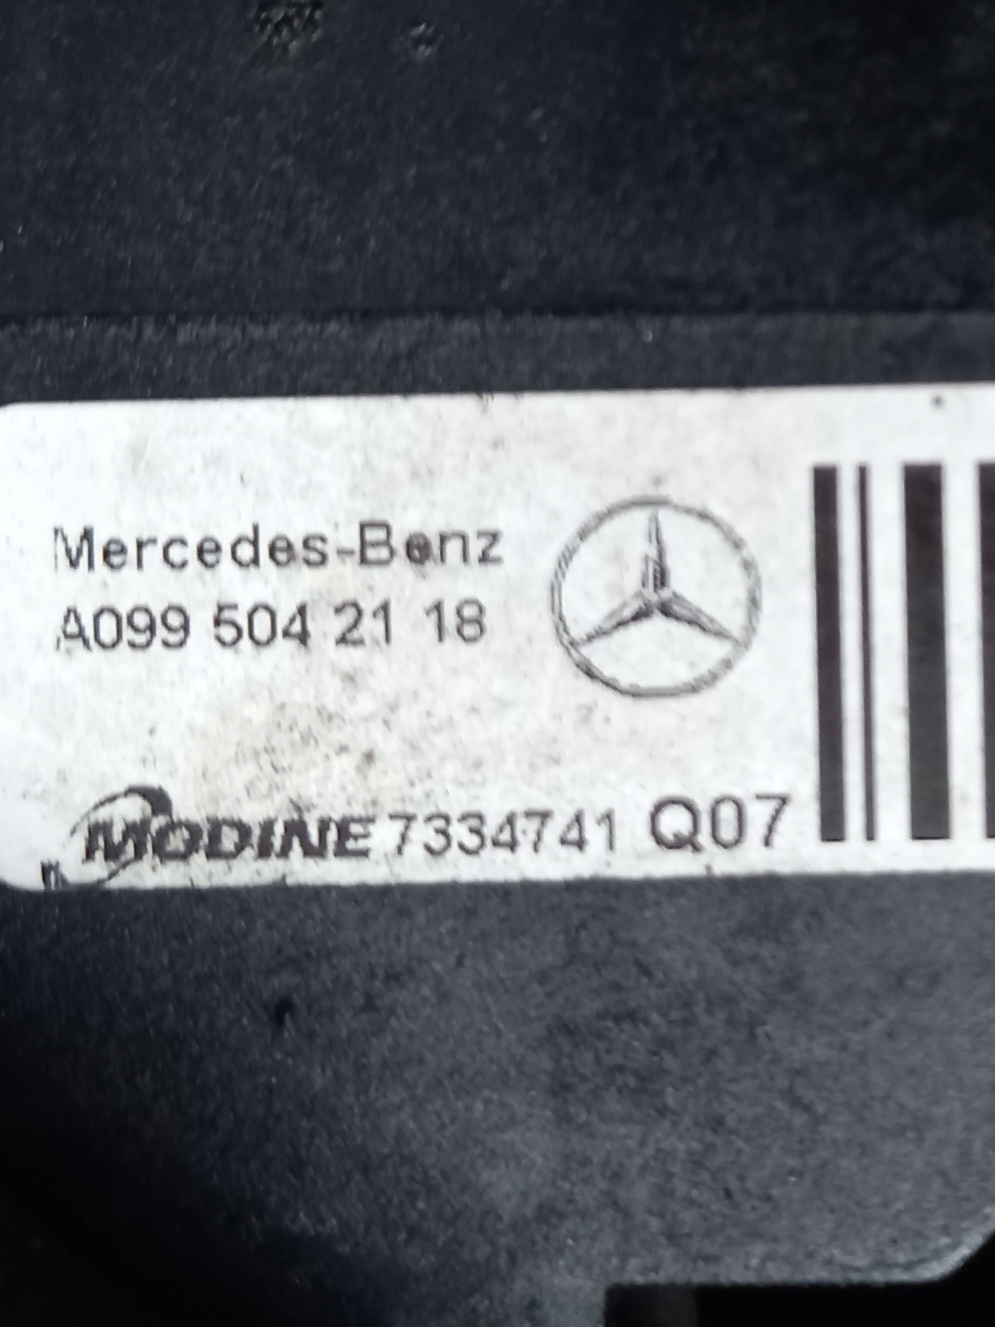 Mercedes-Benz
A099 504 21 18
MODINE 7334741 Q07